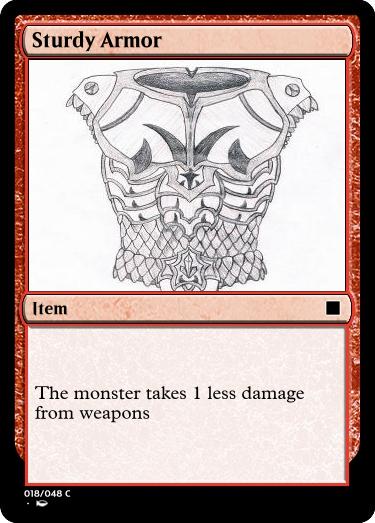 Sturdy Armor
Item
The monster takes 1 less damage
from weapons
018/048 C